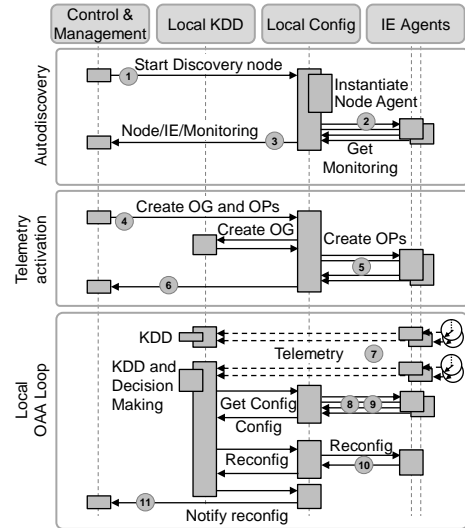 Control & Management
Local KDD
Local Config
IE Agents
Autodiscovery
1
Start Discovery node
Instantiate
Node Agent
2
Node/IE/Monitoring
3
Get
Monitoring
Telemetry
activation
4
Create OG and OPs
Create OG
Create OPs
5
6
Local
OAA Loop
KDD
Telemetry
7
KDD and
Decision
Making
Get Config
8
9
Config
Reconfig
Reconfig
10
11
Notify reconfig